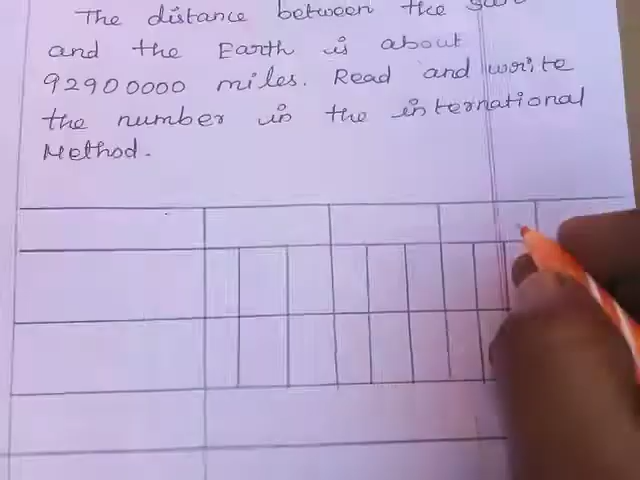 The distance between the Sun
and the Earth is about
92900000 miles. Read and write
the number in the international
Method.